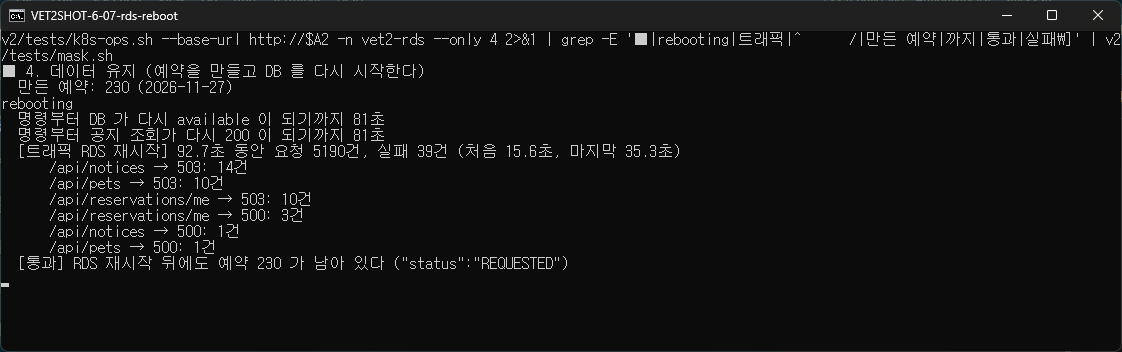 VET2SHOT-6-07-rds-reboot
v2/tests/k8s-ops.sh --base-url http://$A2 -n vet2-rds --only 4 2>&1 | grep -E '■|rebooting|트래픽|^      /|만든 예약|까지|통과|실패₩]' | v2
/tests/mask.sh
■ 4. 데이터 유지 (예약을 만들고 DB 를 다시 시작한다)
만든 예약: 230 (2026-11-27)
rebooting
명령부터 DB 가 다시 available 이 되기까지 81초
명령부터 공지 조회가 다시 200 이 되기까지 81초
[트래픽 RDS 재시작] 92.7초 동안 요청 5190건, 실패 39건 (처음 15.6초, 마지막 35.3초)
/api/notices → 503: 14건
/api/pets → 503: 10건
/api/reservations/me → 503: 10건
/api/reservations/me → 500: 3건
/api/notices → 500: 1건
/api/pets → 500: 1건
[통과] RDS 재시작 뒤에도 예약 230 가 남아 있다 ("status":"REQUESTED")